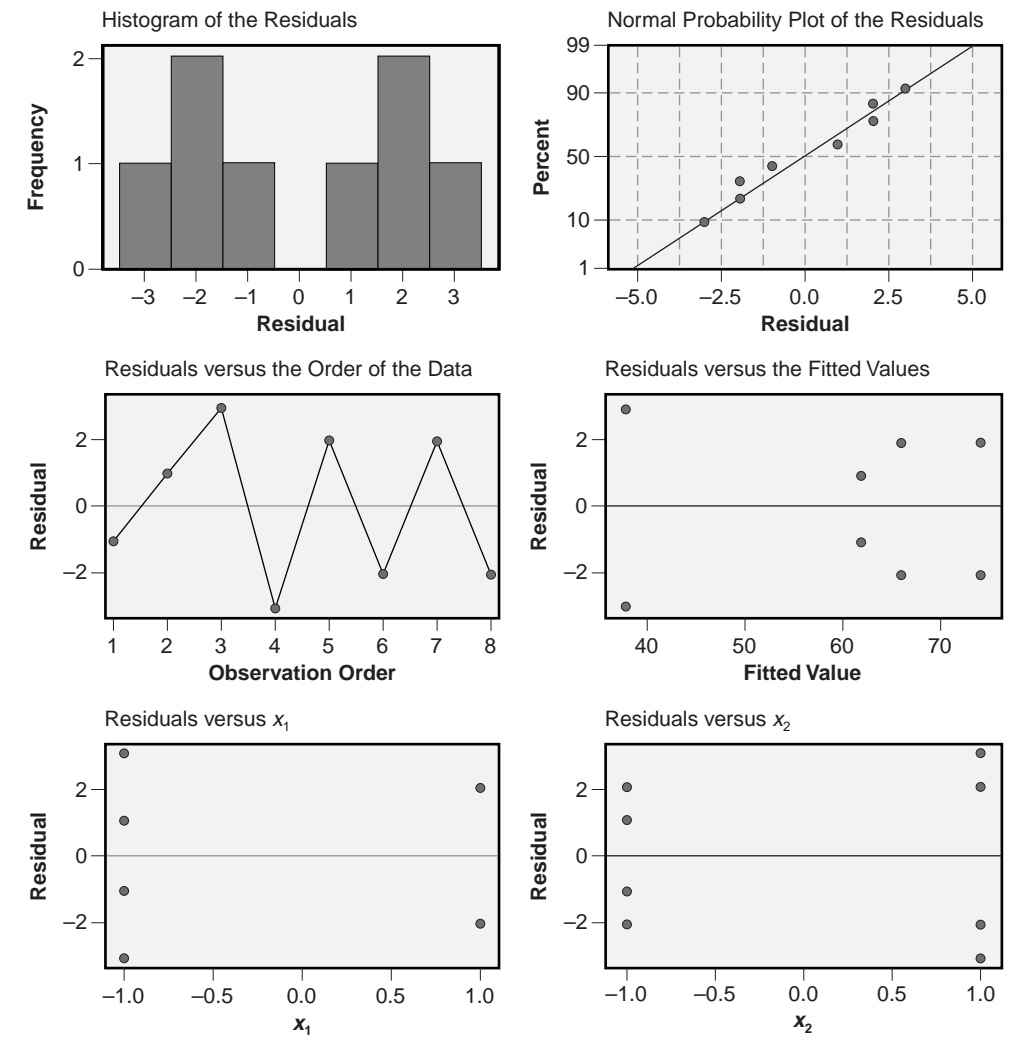 Histogram of the Residuals
2
1
0
Frequency
–3 –2 –1 0 1 2 3
Residual
Normal Probability Plot of the Residuals
99
90
50
10
1
Percent
–5.0 –2.5 0.0 2.5 5.0
Residual
Residuals versus the Order of the Data
2
0
–2
Residual
1 2 3 4 5 6 7 8
Observation Order
Residuals versus the Fitted Values
2
0
–2
Residual
40 50 60 70
Fitted Value
Residuals versus x₁
2
0
–2
Residual
–1.0 –0.5 0.0 0.5 1.0
x₁
Residuals versus x₂
2
0
–2
Residual
–1.0 –0.5 0.0 0.5 1.0
x₂